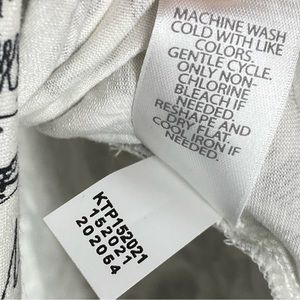 MACHINE WASH
COLD WITH LIKE
COLORS.
GENTLE CYCLE.
ONLY NON-
CHLORINE
BLEACH IF
NEEDED.
RESHAPE AND
DRY FLAT.
COOL IRON IF
NEEDED.
KTP152021
152021
202064